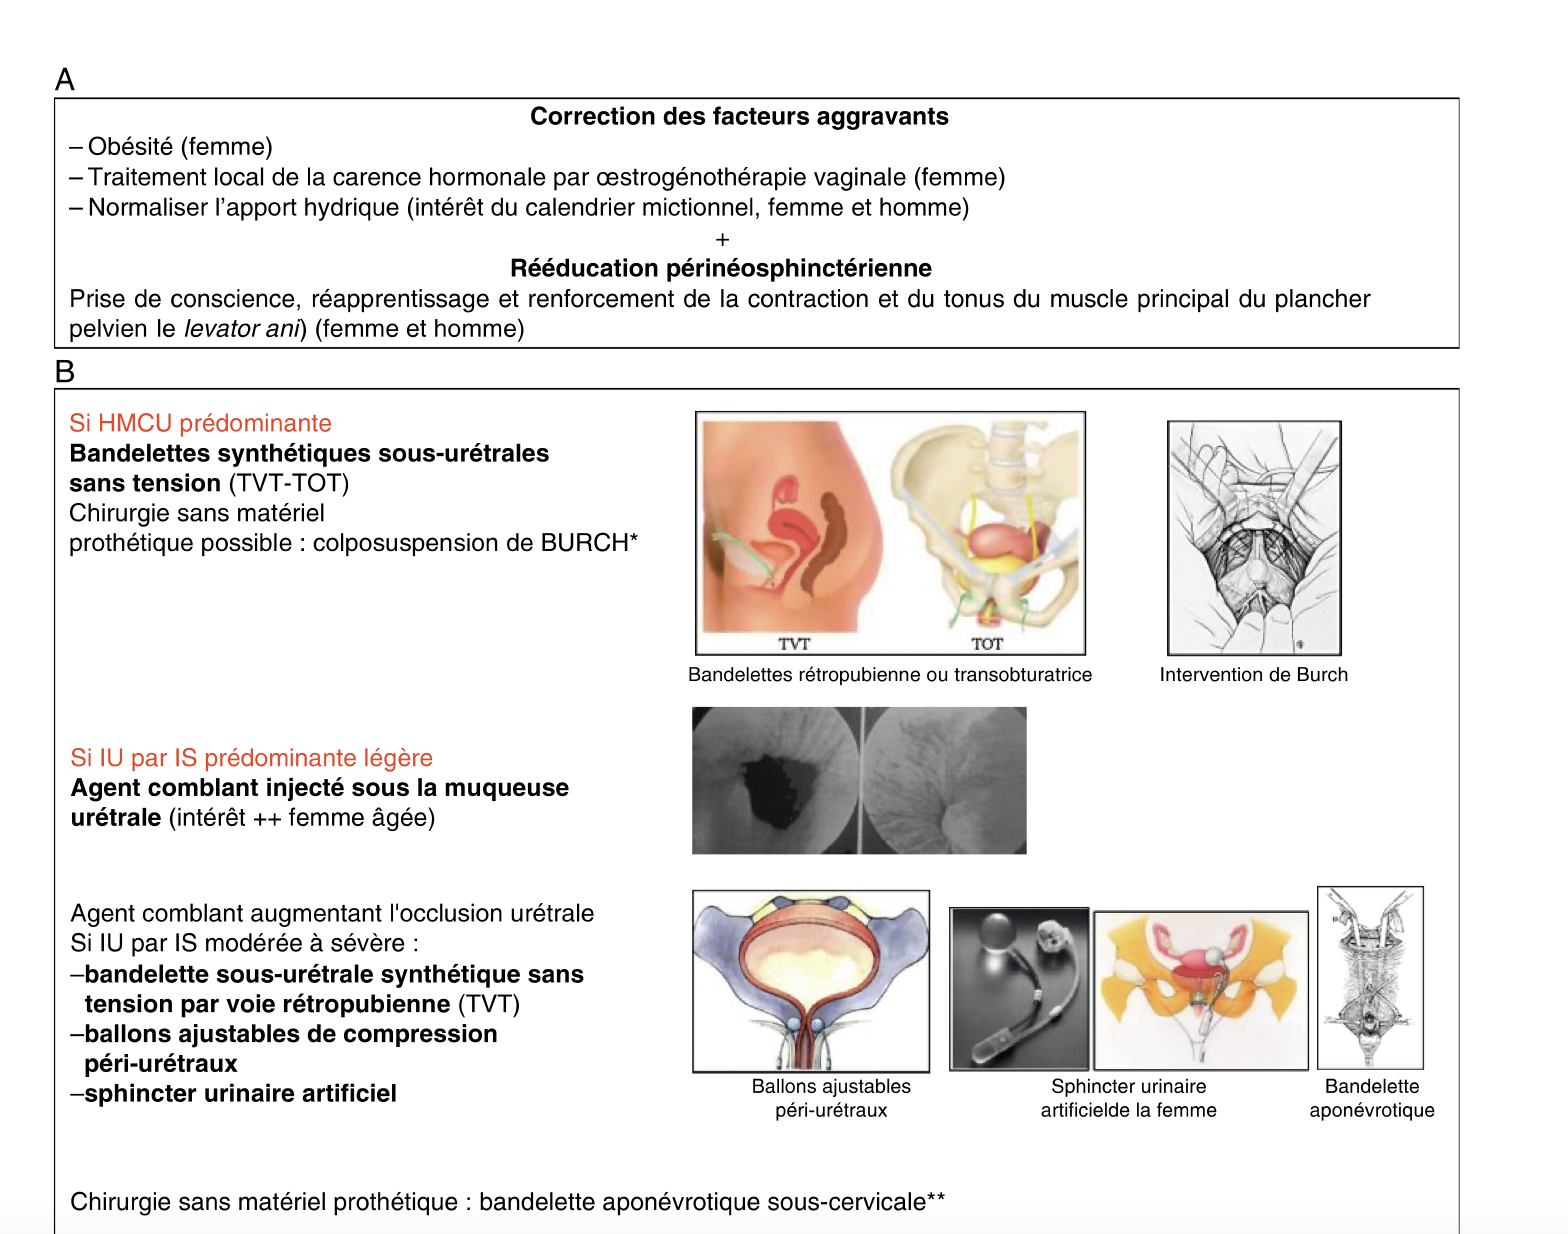 A
Correction des facteurs aggravants
– Obésité (femme)
– Traitement local de la carence hormonale par œstrogénothérapie vaginale (femme)
– Normaliser l’apport hydrique (intérêt du calendrier mictionnel, femme et homme)
+
Rééducation périnéosphinctérienne
Prise de conscience, réapprentissage et renforcement de la contraction et du tonus du muscle principal du plancher
pelvien le levator ani) (femme et homme)
B
Si HMCU prédominante
Bandelettes synthétiques sous-urétrales
sans tension (TVT-TOT)
Chirurgie sans matériel
prothétique possible : colposuspension de BURCH*
TVT
TOT
Bandelettes rétropubienne ou transobturatrice
Intervention de Burch
Si IU par IS prédominante légère
Agent comblant injecté sous la muqueuse
urétrale (intérêt ++ femme âgée)
Agent comblant augmentant l'occlusion urétrale
Si IU par IS modérée à sévère :
–bandelette sous-urétrale synthétique sans
tension par voie rétropubienne (TVT)
–ballons ajustables de compression
péri-urétraux
–sphincter urinaire artificiel
Ballons ajustables
péri-urétraux
Sphincter urinaire
artificielde la femme
Bandelette
aponévrotique
Chirurgie sans matériel prothétique : bandelette aponévrotique sous-cervicale**